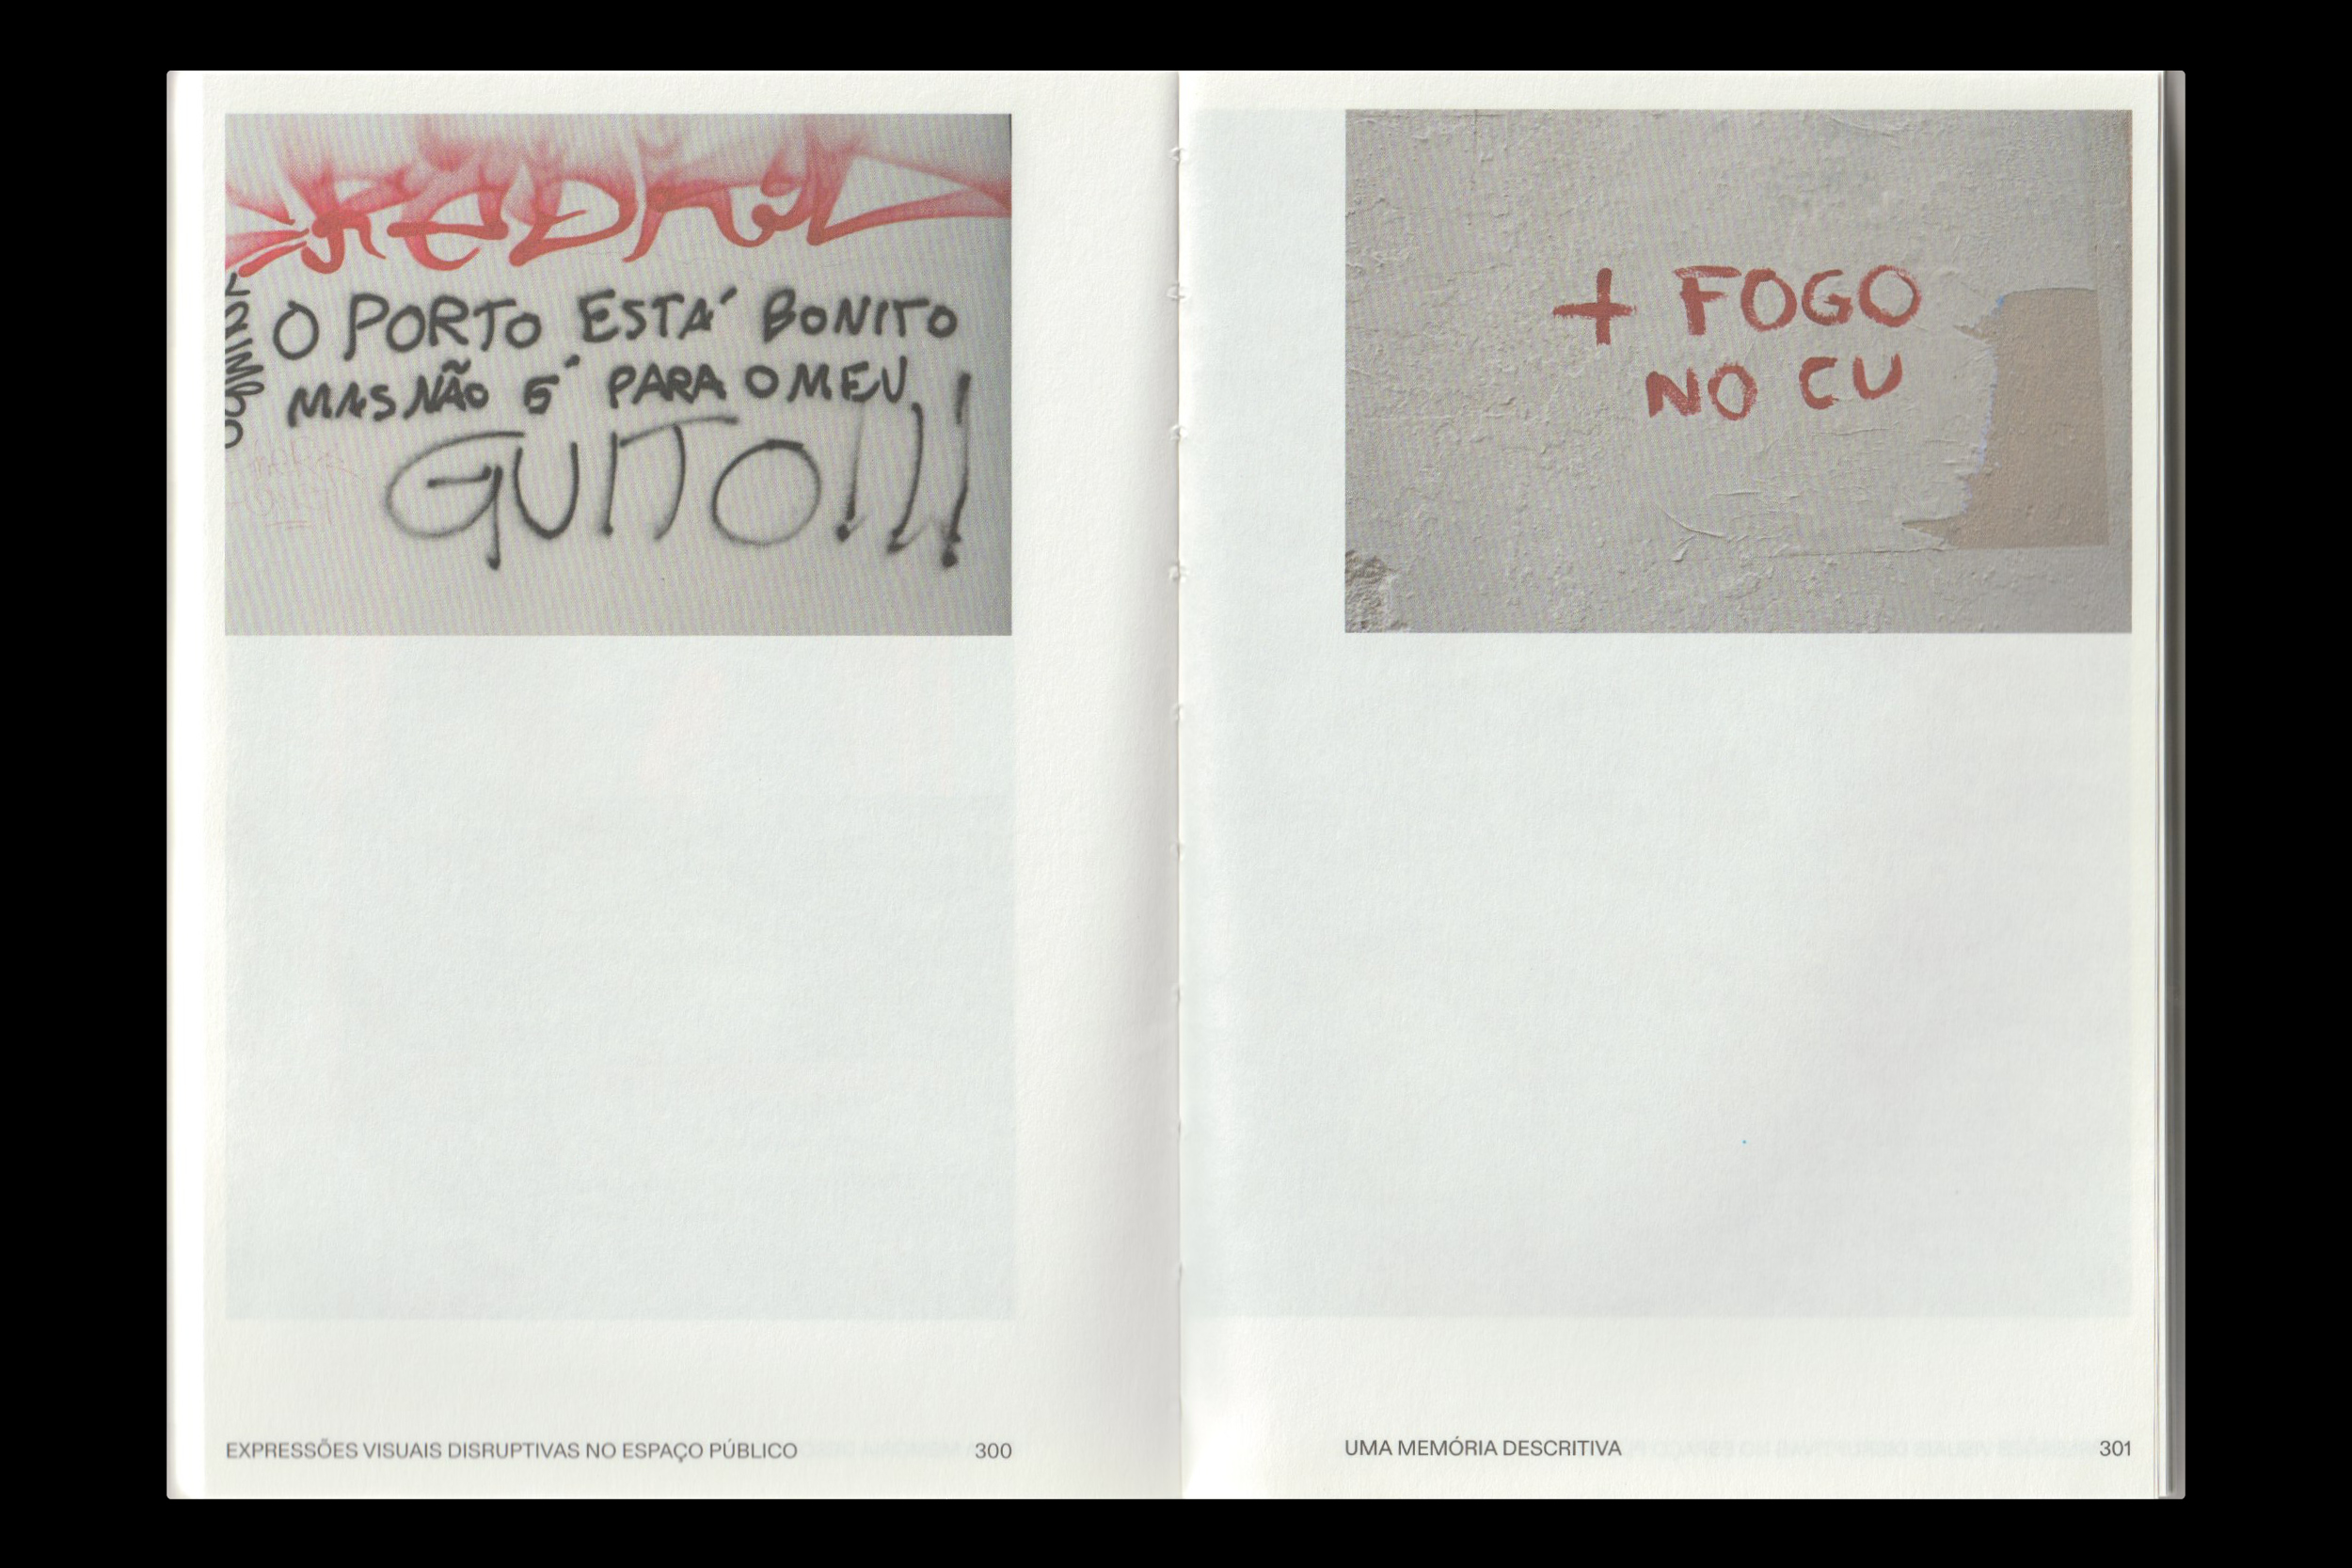 O PORTO ESTÁ BONITO
MAS NÃO É PARA O MEU
GUITO!!!
EXPRESSÕES VISUAIS DISRUPTIVAS NO ESPAÇO PÚBLICO 300
+ FOGO
NO CU
UMA MEMÓRIA DESCRITIVA 301